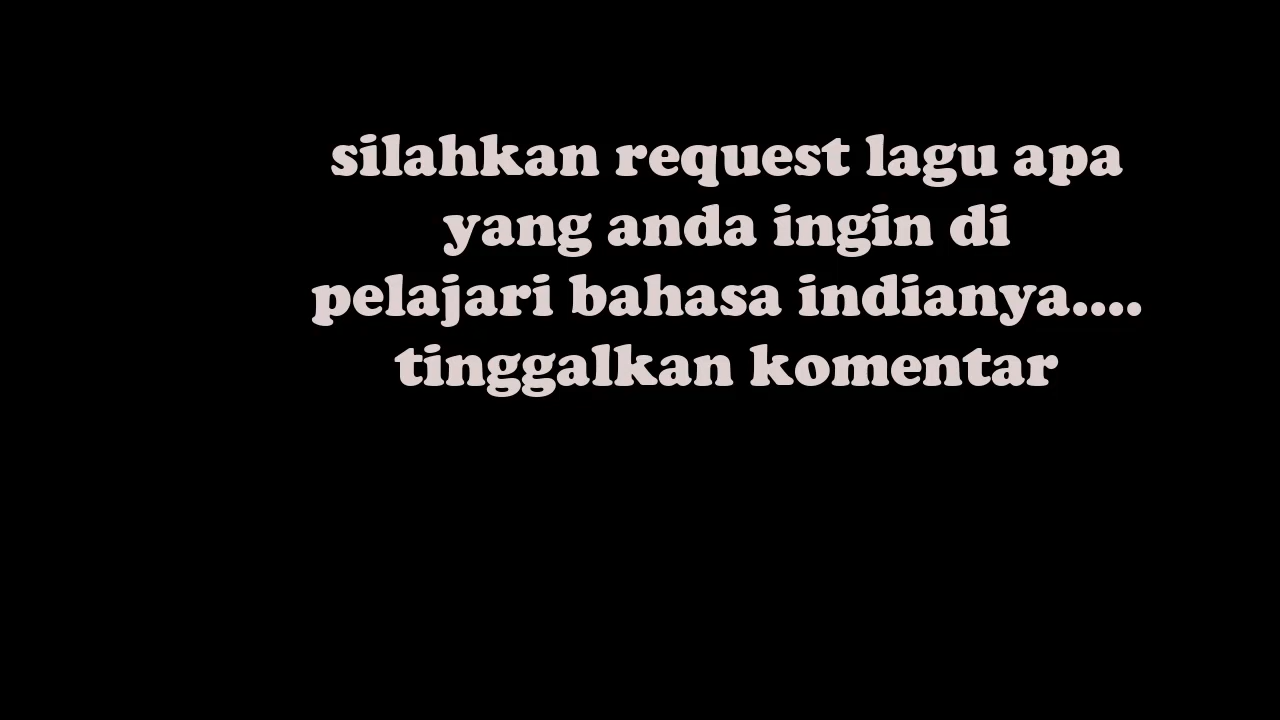 silahkan request lagu apa
yang anda ingin di
pelajari bahasa indianya....
tinggalkan komentar